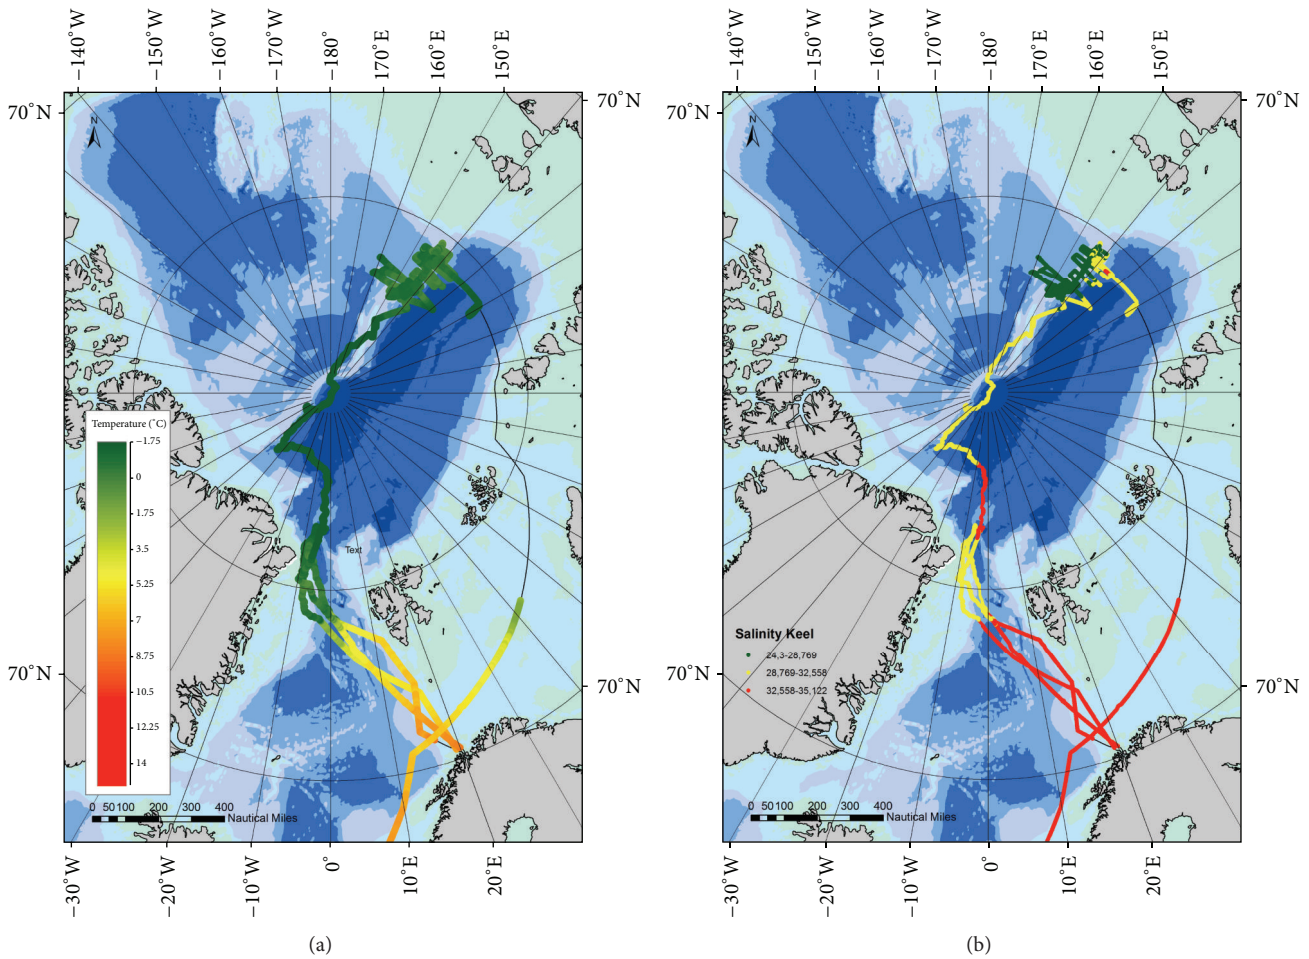 −140°W −150°W −160°W −170°W −180° 170°E 160°E 150°E
70°N 70°N
N
Temperature (°C)
−1.75
0
1.75
3.5
5.25
7
8.75
10.5
12.25
14
Text
70°N 70°N
0 50 100 200 300 400
Nautical Miles
−30°W −20°W −10°W 0° 10°E 20°E
(a)
−140°W −150°W −160°W −170°W −180° 170°E 160°E 150°E
70°N 70°N
N
Salinity Keel
24,3-28,769
28,769-32,558
32,558-35,122
70°N 70°N
0 50 100 200 300 400
Nautical Miles
−30°W −20°W −10°W 0° 10°E 20°E
(b)